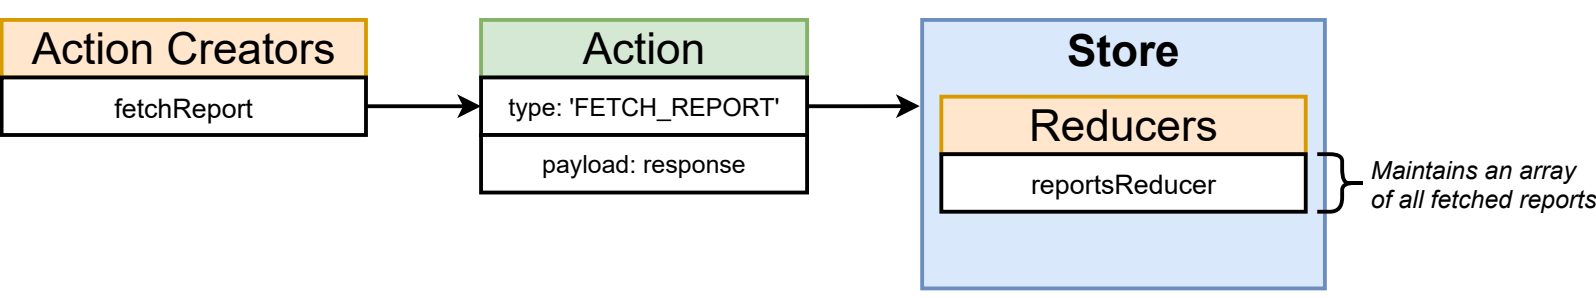 Action Creators
fetchReport
Action
type: 'FETCH_REPORT'
payload: response
Store
Reducers
reportsReducer
Maintains an array
of all fetched reports